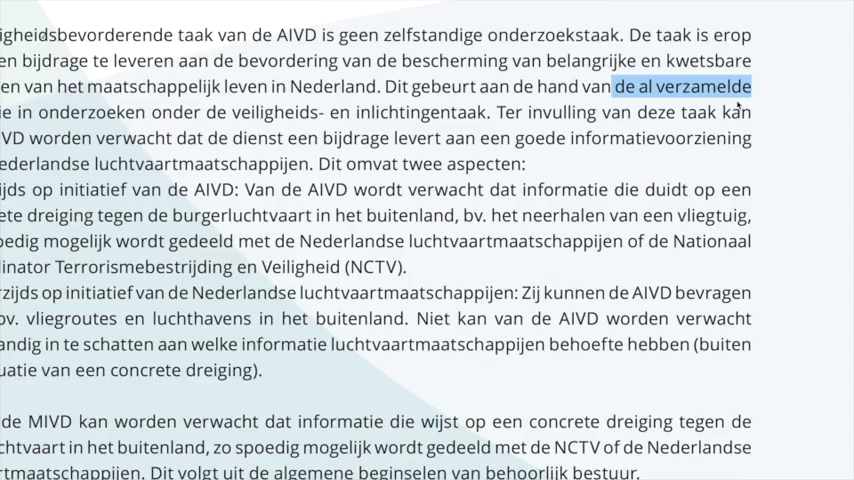 igheidsbevorderende taak van de AIVD is geen zelfstandige onderzoekstaak. De taak is erop
en bijdrage te leveren aan de bevordering van de bescherming van belangrijke en kwetsbare
en van het maatschappelijk leven in Nederland. Dit gebeurt aan de hand van de al verzamelde
ie in onderzoeken onder de veiligheids- en inlichtingentaak. Ter invulling van deze taak kan
VD worden verwacht dat de dienst een bijdrage levert aan een goede informatievoorziening
ederlandse luchtvaartmaatschappijen. Dit omvat twee aspecten:
ijds op initiatief van de AIVD: Van de AIVD wordt verwacht dat informatie die duidt op een
ete dreiging tegen de burgerluchtvaart in het buitenland, bv. het neerhalen van een vliegtuig,
oedig mogelijk wordt gedeeld met de Nederlandse luchtvaartmaatschappijen of de Nationaal
linator Terrorismebestrijding en Veiligheid (NCTV).
rzijds op initiatief van de Nederlandse luchtvaartmaatschappijen: Zij kunnen de AIVD bevragen
bv. vliegroutes en luchthavens in het buitenland. Niet kan van de AIVD worden verwacht
andig in te schatten aan welke informatie luchtvaartmaatschappijen behoefte hebben (buiten
uatie van een concrete dreiging).
de MIVD kan worden verwacht dat informatie die wijst op een concrete dreiging tegen de
chtvaart in het buitenland, zo spoedig mogelijk wordt gedeeld met de NCTV of de Nederlandse
rtmaatschappijen. Dit volgt uit de algemene beginselen van behoorlijk bestuur.